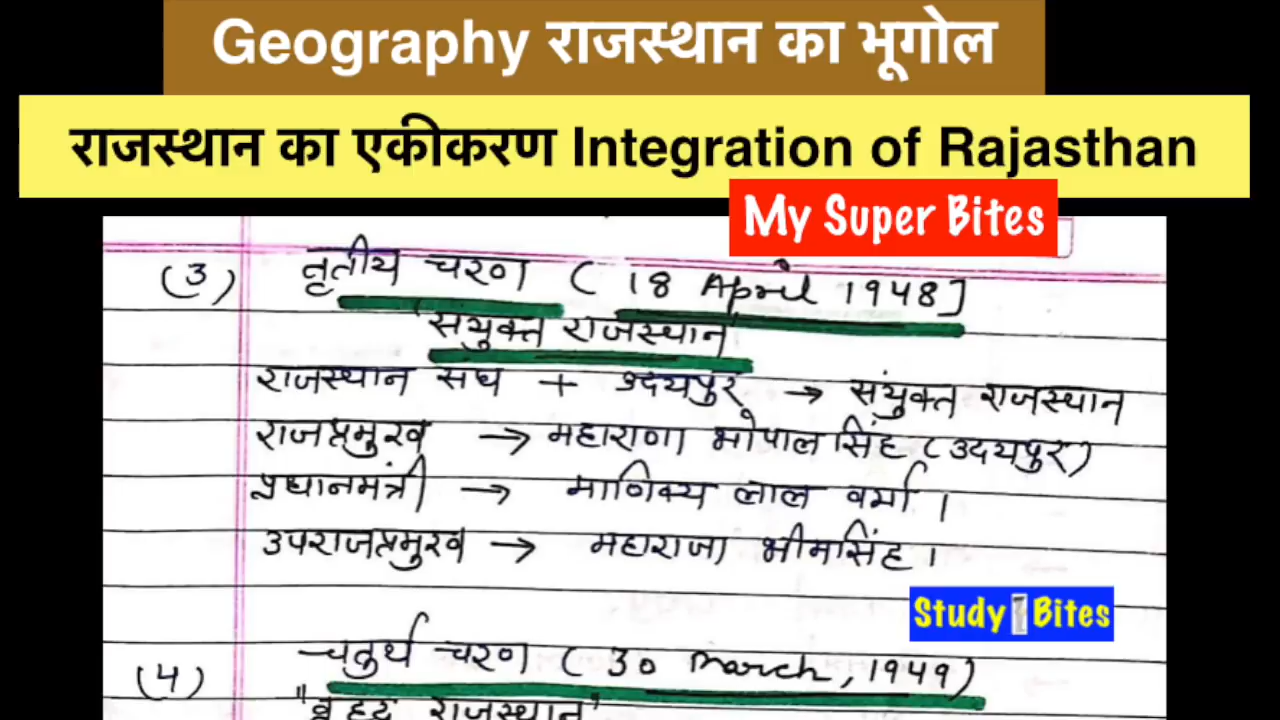 Geography राजस्थान का भूगोल
राजस्थान का एकीकरण Integration of Rajasthan
My Super Bites
(3) तृतीय चरण ( 18 April 1948]
संयुक्त राजस्थान
राजस्थान संघ + उदयपुर → संयुक्त राजस्थान
राजप्रमुख → महाराणा भोपाल सिंह (उदयपुर)
प्रधानमंत्री → माणिक्य लाल वर्मा ।
उपराजप्रमुख → महाराजा भीमसिंह ।
Study Bites
(4) चतुर्थ चरण ( 30 March, 1949)
"वृहद राजस्थान"